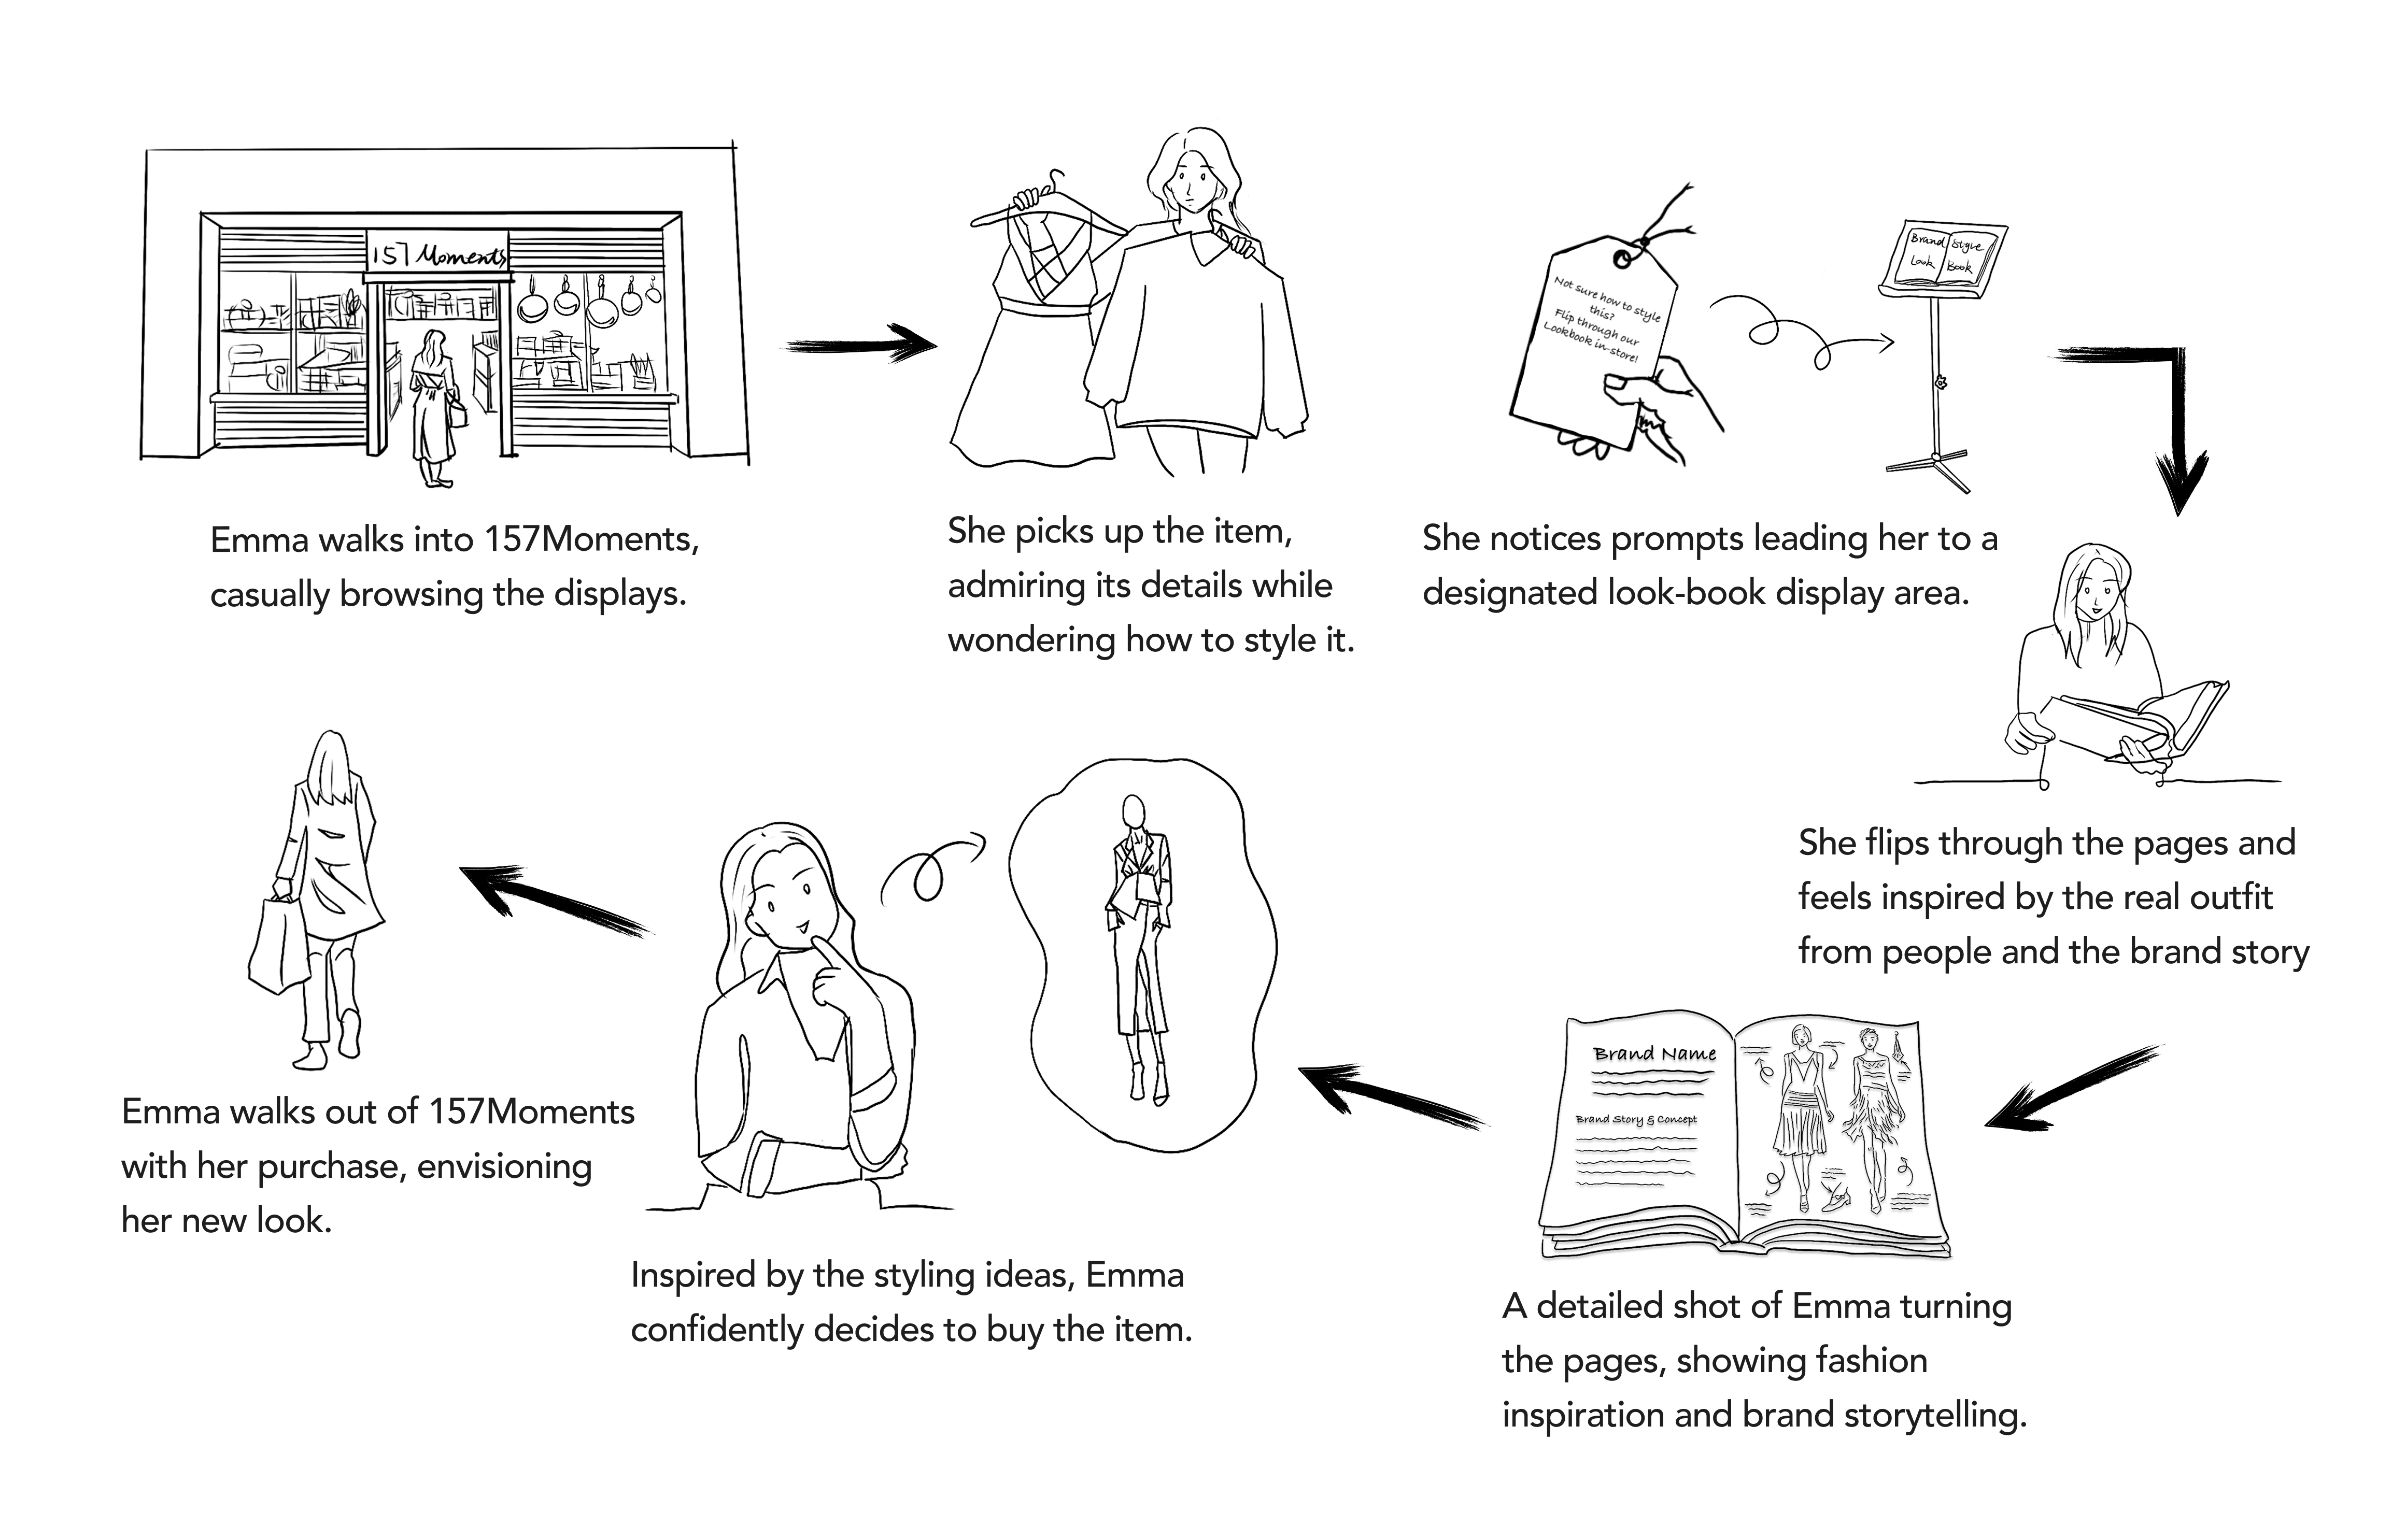 157 Moments
Emma walks into 157Moments,
casually browsing the displays.
She picks up the item,
admiring its details while
wondering how to style it.
Not sure how to style
this?
Flip through our
Lookbook in-store!
Brand Style
Look Book
She notices prompts leading her to a
designated look-book display area.
She flips through the pages and
feels inspired by the real outfit
from people and the brand story
Brand Name
Brand Story & Concept
A detailed shot of Emma turning
the pages, showing fashion
inspiration and brand storytelling.
Inspired by the styling ideas, Emma
confidently decides to buy the item.
Emma walks out of 157Moments
with her purchase, envisioning
her new look.